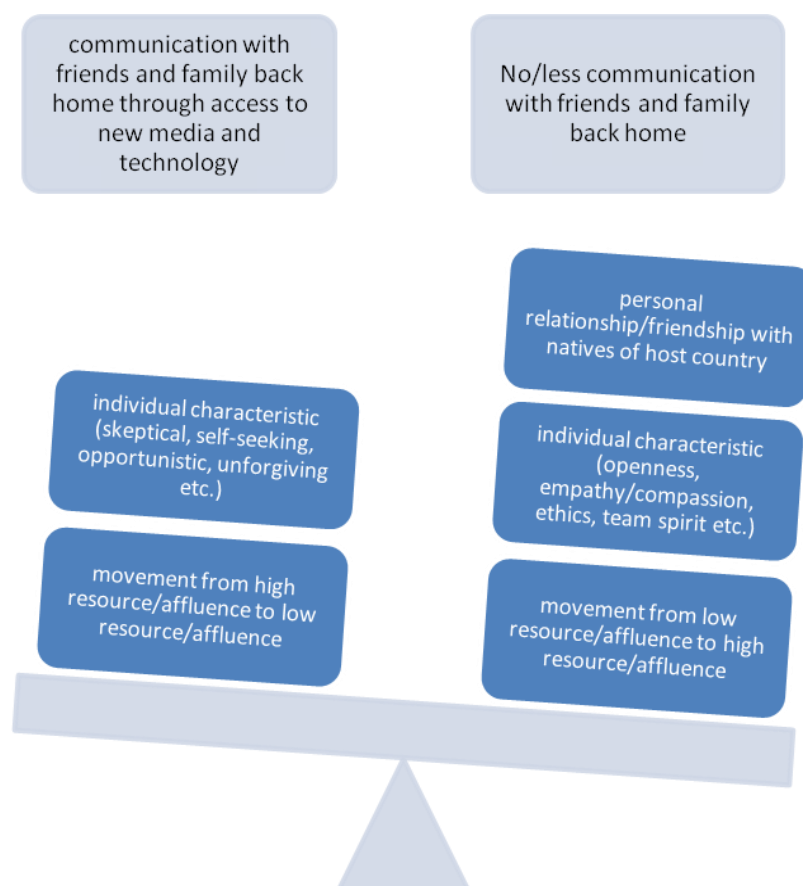 communication with
friends and family back
home through access to
new media and
technology
No/less communication
with friends and family
back home
personal
relationship/friendship with
natives of host country
individual characteristic
(skeptical, self-seeking,
opportunistic, unforgiving
etc.)
individual characteristic
(openness,
empathy/compassion,
ethics, team spirit etc.)
movement from high
resource/affluence to low
resource/affluence
movement from low
resource/affluence to high
resource/affluence